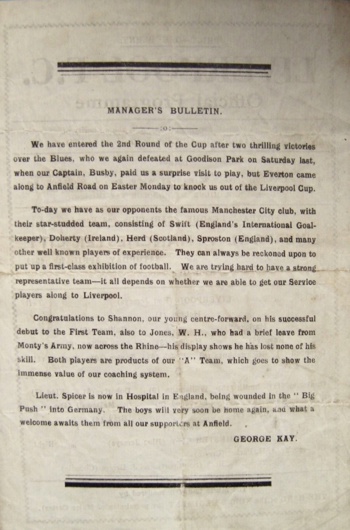 MANAGER'S BULLETIN.
We have entered the 2nd Round of the Cup after two thrilling victories
over the Blues, who we again defeated at Goodison Park on Saturday last,
when our Captain, Busby, paid us a surprise visit to play, but Everton came
along to Anfield Road on Easter Monday to knock us out of the Liverpool Cup.
To-day we have as our opponents the famous Manchester City club, with
their star-studded team, consisting of Swift (England's International Goal-
keeper), Doherty (Ireland), Herd (Scotland), Sproston (England), and many
other well known players of experience. They can always be reckoned upon to
put up a first-class exhibition of football. We are trying hard to have a strong
representative team—it all depends on whether we are able to get our Service
players along to Liverpool.
Congratulations to Shannon, our young centre-forward, on his successful
debut to the First Team, also to Jones, W. H., who had a brief leave from
Monty's Army, now across the Rhine—his display shows he has lost none of his
skill. Both players are products of our "A" Team, which goes to show the
immense value of our coaching system.
Lieut. Spicer is now in Hospital in England, being wounded in the " Big
Push " into Germany. The boys will very soon be home again, and what a
welcome awaits them from all our supporters at Anfield.
GEORGE KAY.